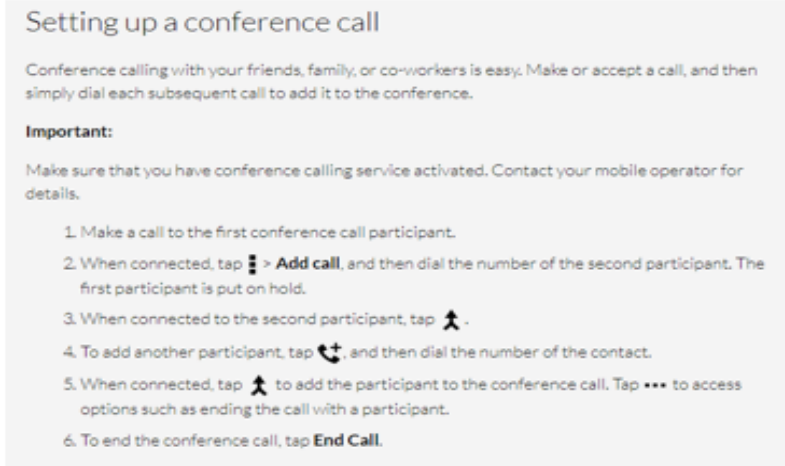 Setting up a conference call
Conference calling with your friends, family, or co-workers is easy. Make or accept a call, and then
simply dial each subsequent call to add it to the conference.
Important:
Make sure that you have conference calling service activated. Contact your mobile operator for
details.
1. Make a call to the first conference call participant.
2. When connected, tap > Add call, and then dial the number of the second participant. The
first participant is put on hold.
3. When connected to the second participant, tap .
4. To add another participant, tap , and then dial the number of the contact.
5. When connected, tap to add the participant to the conference call. Tap ••• to access
options such as ending the call with a participant.
6. To end the conference call, tap End Call.